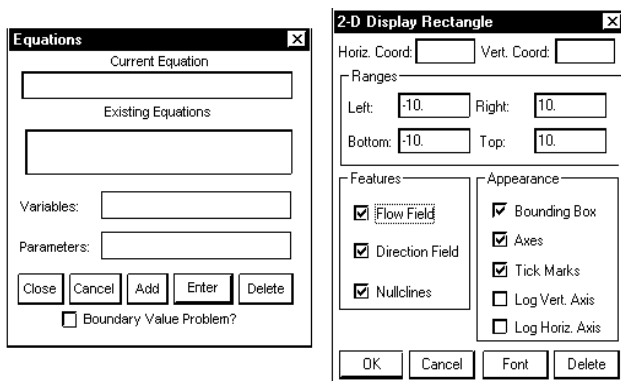 Equations
Current Equation
Existing Equations
Variables:
Parameters:
Close Cancel Add Enter Delete
Boundary Value Problem?
2-D Display Rectangle
Horiz. Coord: Vert. Coord:
Ranges
Left: -10. Right: 10.
Bottom: -10. Top: 10.
Features
Flow Field
Direction Field
Nullclines
Appearance
Bounding Box
Axes
Tick Marks
Log Vert. Axis
Log Horiz. Axis
OK Cancel Font Delete